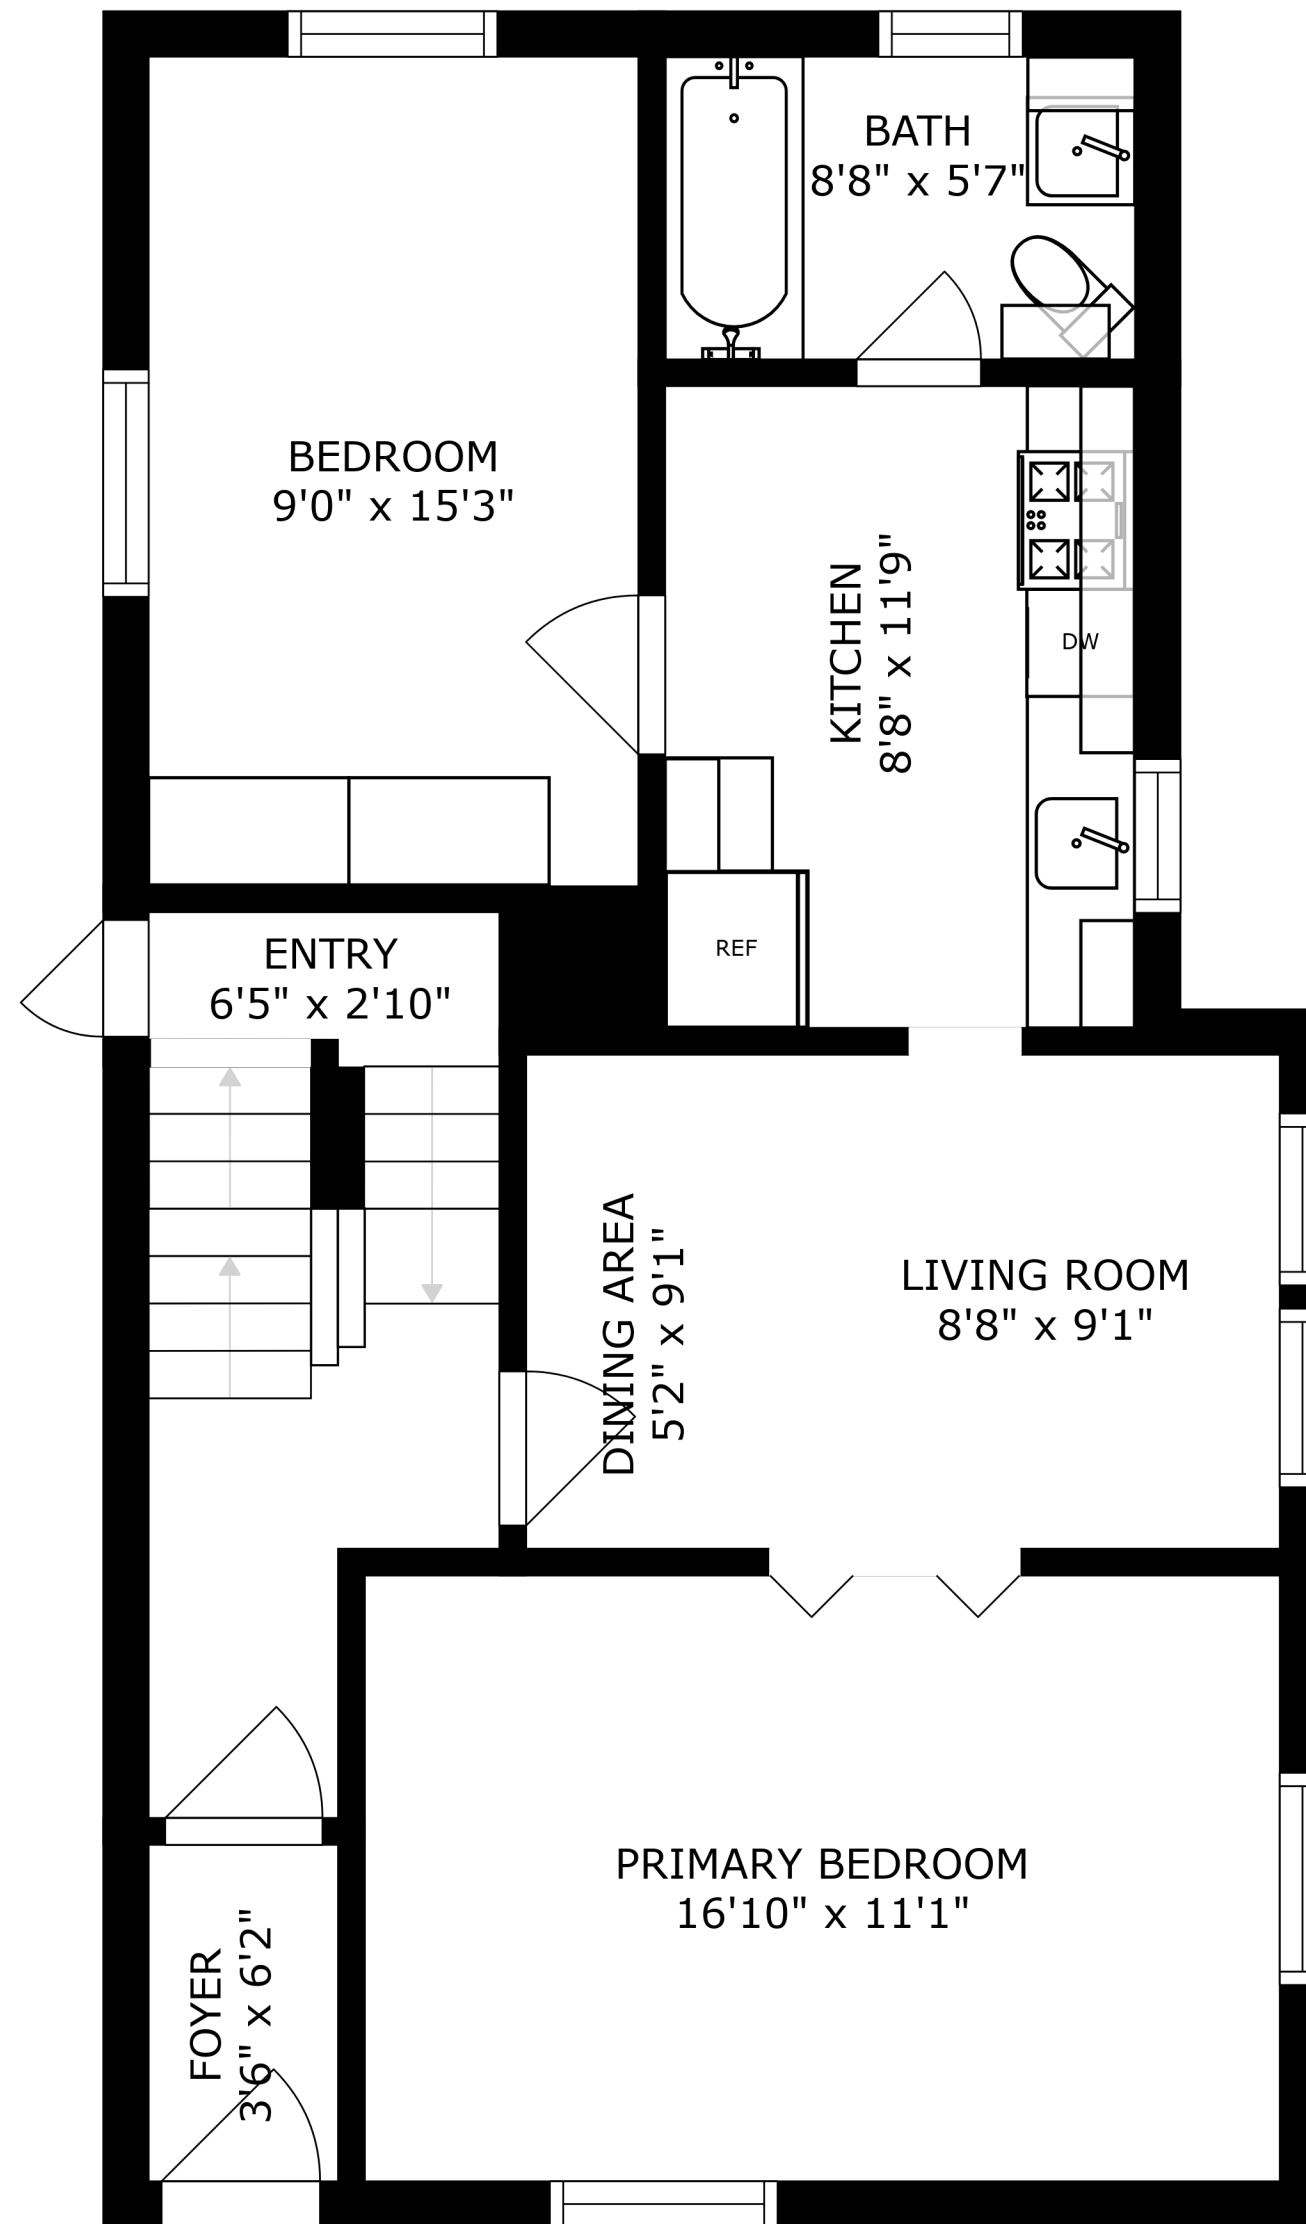 BATH
8'8" x 5'7"
BEDROOM
9'0" x 15'3"
KITCHEN
8'8" x 11'9"
DW
REF
ENTRY
6'5" x 2'10"
DINING AREA
5'2" x 9'1"
LIVING ROOM
8'8" x 9'1"
PRIMARY BEDROOM
16'10" x 11'1"
FOYER
3'6" x 6'2"